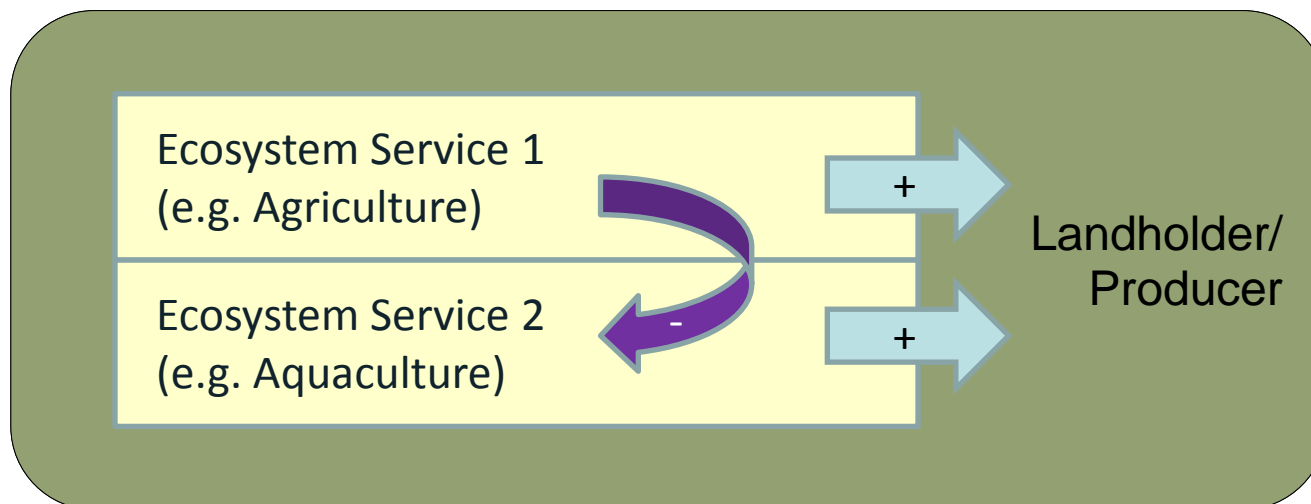 Ecosystem Service 1
(e.g. Agriculture)
+
Landholder/
Producer
Ecosystem Service 2
(e.g. Aquaculture)
-
+